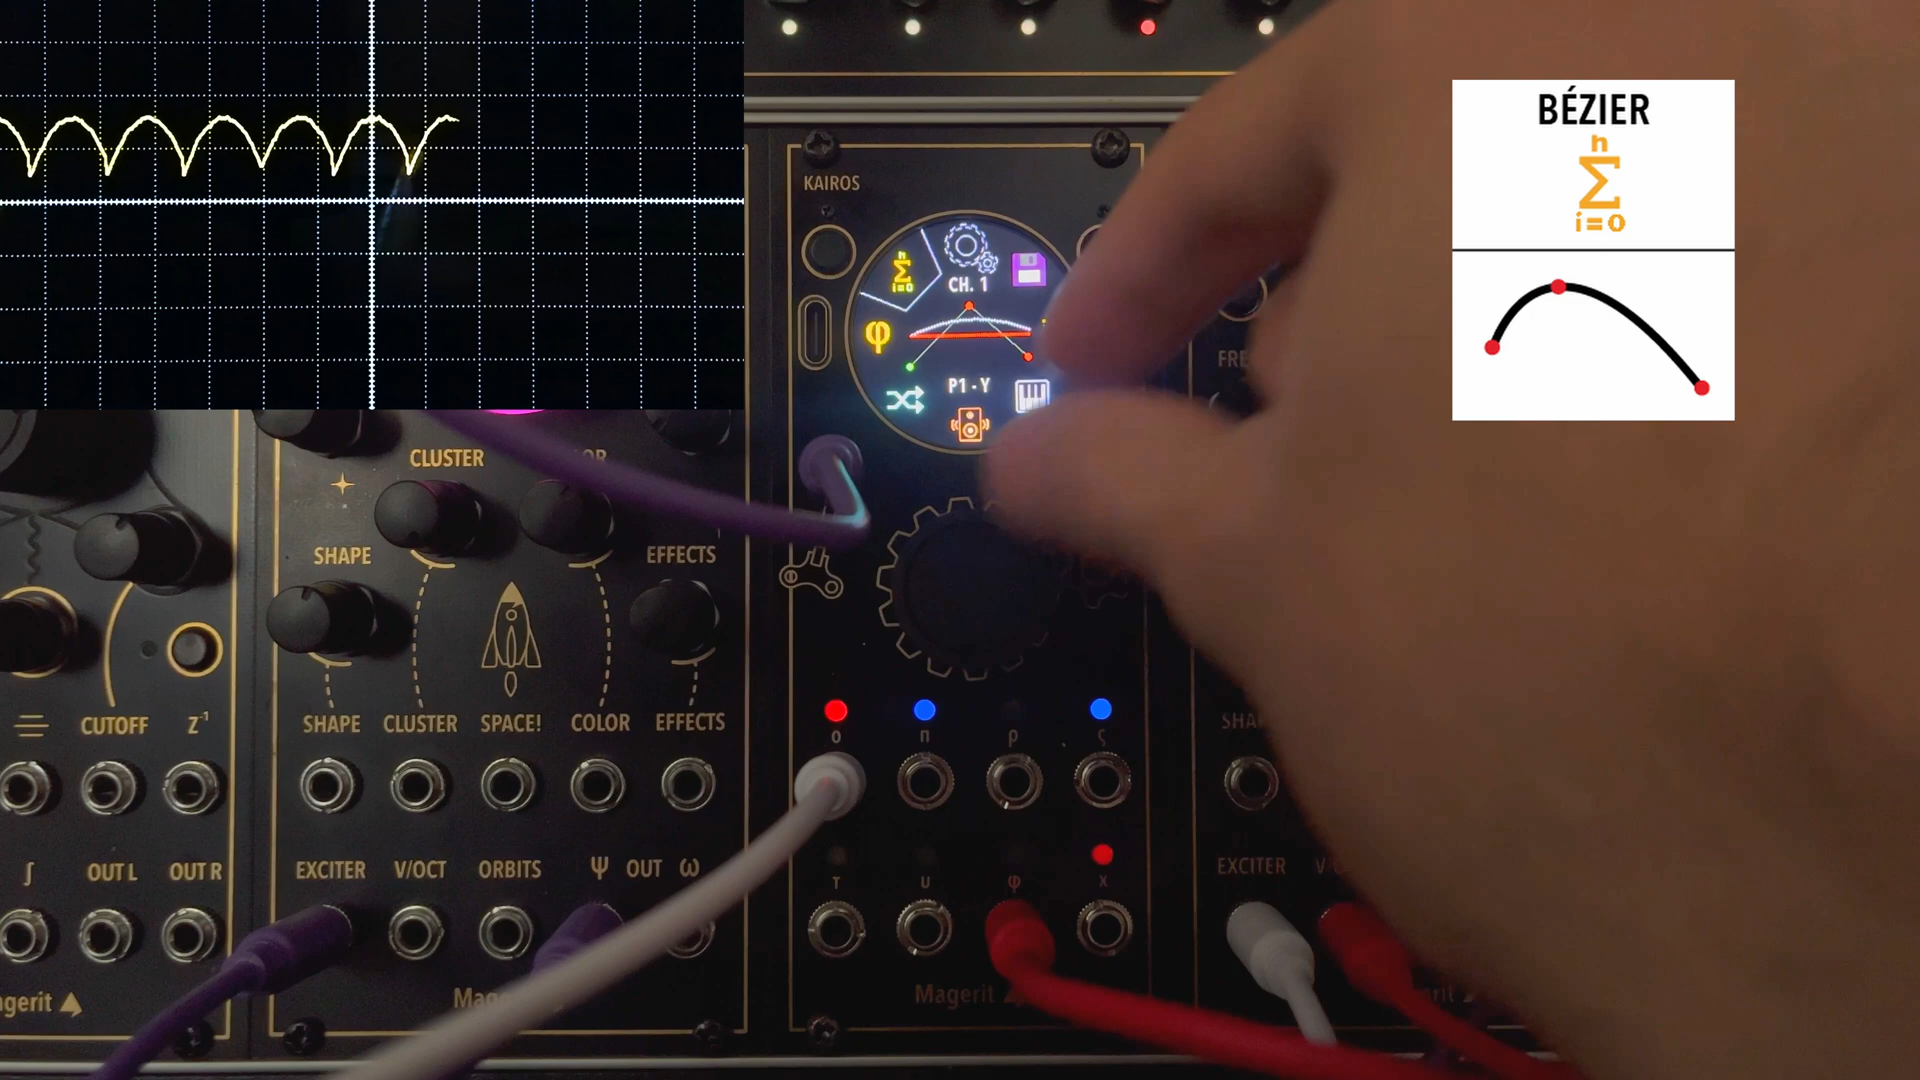 BÉZIER
n
Σ
i=0
KAIROS
n
Σ
i=0
CH. 1
φ
P1 - Y
CLUSTER
SHAPE
EFFECTS
CUTOFF
Z⁻¹
SHAPE
CLUSTER
SPACE!
COLOR
EFFECTS
ο
π
ρ
ς
∫
OUT L
OUT R
EXCITER
V/OCT
ORBITS
Ψ OUT ω
τ
υ
φ
χ
EXCITER
Magerit